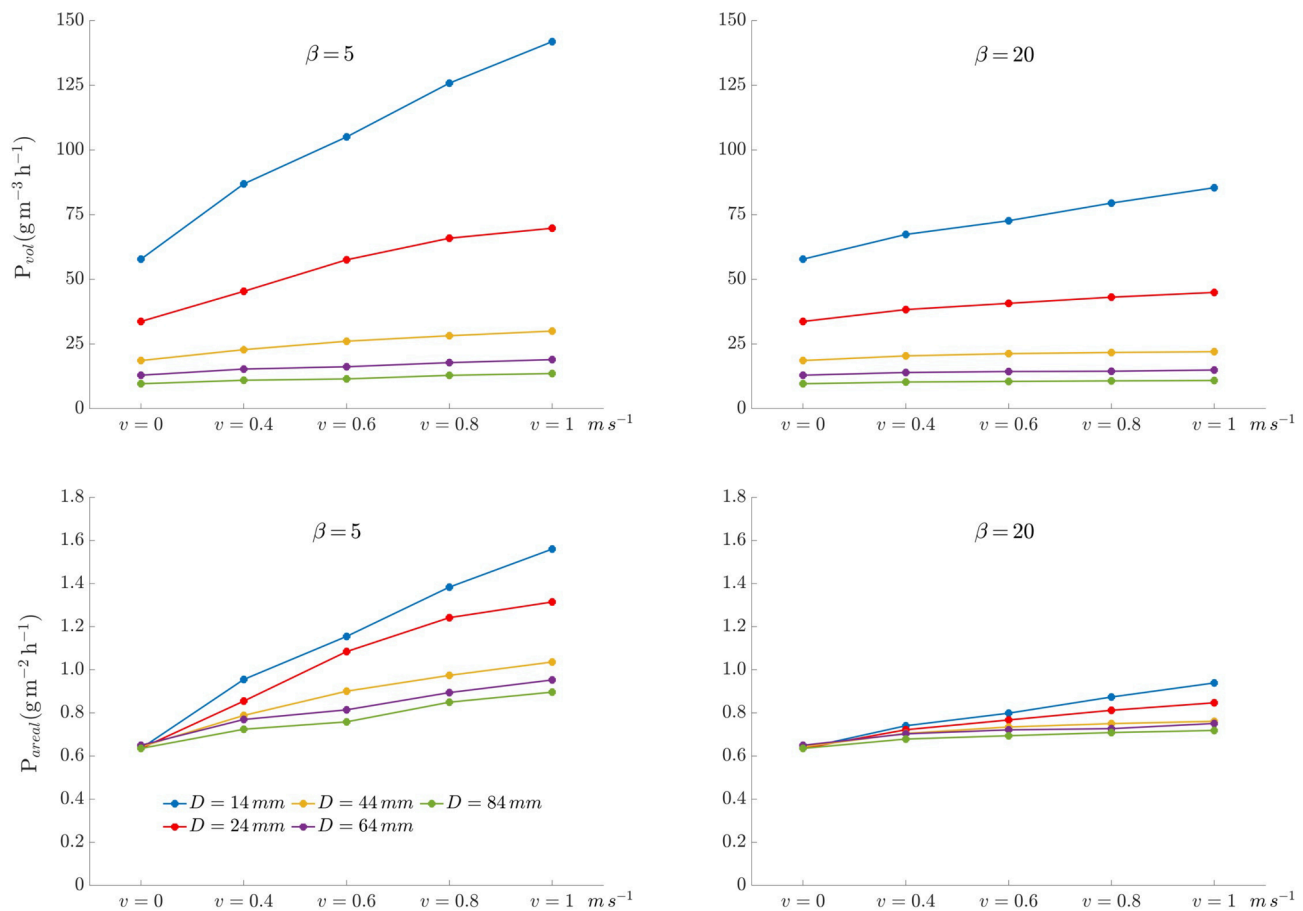 P_vol (g m⁻³ h⁻¹)
β = 5
150
125
100
75
50
25
0
v = 0 v = 0.4 v = 0.6 v = 0.8 v = 1 m s⁻¹
β = 20
150
125
100
75
50
25
0
v = 0 v = 0.4 v = 0.6 v = 0.8 v = 1 m s⁻¹
P_areal (g m⁻² h⁻¹)
β = 5
1.8
1.6
1.4
1.2
1.0
0.8
0.6
0.4
0.2
0
D = 14 mm D = 44 mm D = 84 mm
D = 24 mm D = 64 mm
v = 0 v = 0.4 v = 0.6 v = 0.8 v = 1 m s⁻¹
β = 20
1.8
1.6
1.4
1.2
1.0
0.8
0.6
0.4
0.2
0
v = 0 v = 0.4 v = 0.6 v = 0.8 v = 1 m s⁻¹